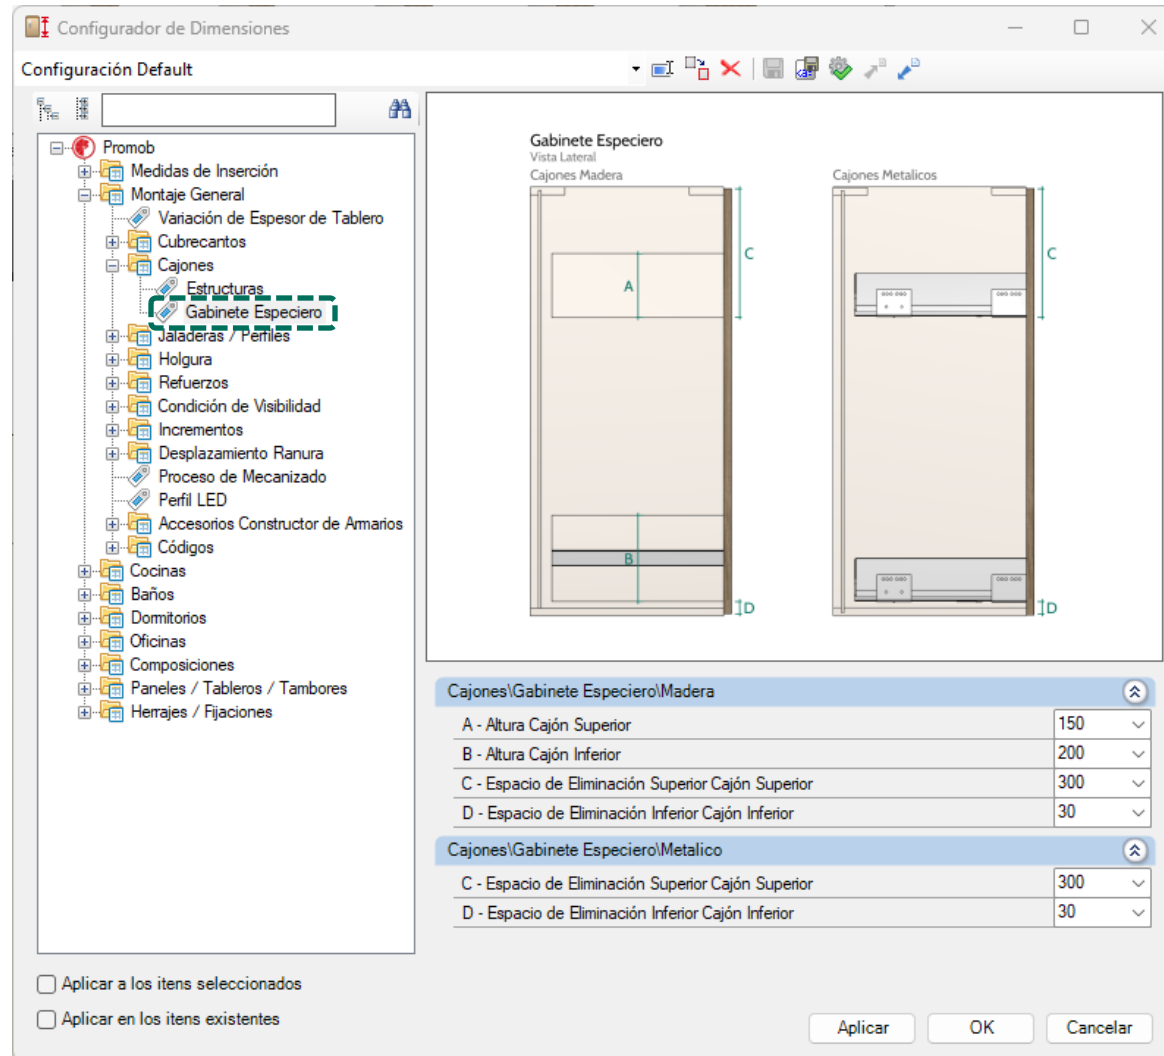 Configurador de Dimensiones
Configuración Default
Promob
Medidas de Inserción
Montaje General
Variación de Espesor de Tablero
Cubrecantos
Cajones
Estructuras
Gabinete Especiero
Jaladeras / Perfiles
Holgura
Refuerzos
Condición de Visibilidad
Incrementos
Desplazamiento Ranura
Proceso de Mecanizado
Perfil LED
Accesorios Constructor de Armarios
Códigos
Cocinas
Baños
Dormitorios
Oficinas
Composiciones
Paneles / Tableros / Tambores
Herrajes / Fijaciones
Gabinete Especiero
Vista Lateral
Cajones Madera
Cajones Metalicos
C
A
B
D
C
D
Cajones\Gabinete Especiero\Madera
A - Altura Cajón Superior 150
B - Altura Cajón Inferior 200
C - Espacio de Eliminación Superior Cajón Superior 300
D - Espacio de Eliminación Inferior Cajón Inferior 30
Cajones\Gabinete Especiero\Metalico
C - Espacio de Eliminación Superior Cajón Superior 300
D - Espacio de Eliminación Inferior Cajón Inferior 30
Aplicar a los itens seleccionados
Aplicar en los itens existentes
Aplicar OK Cancelar